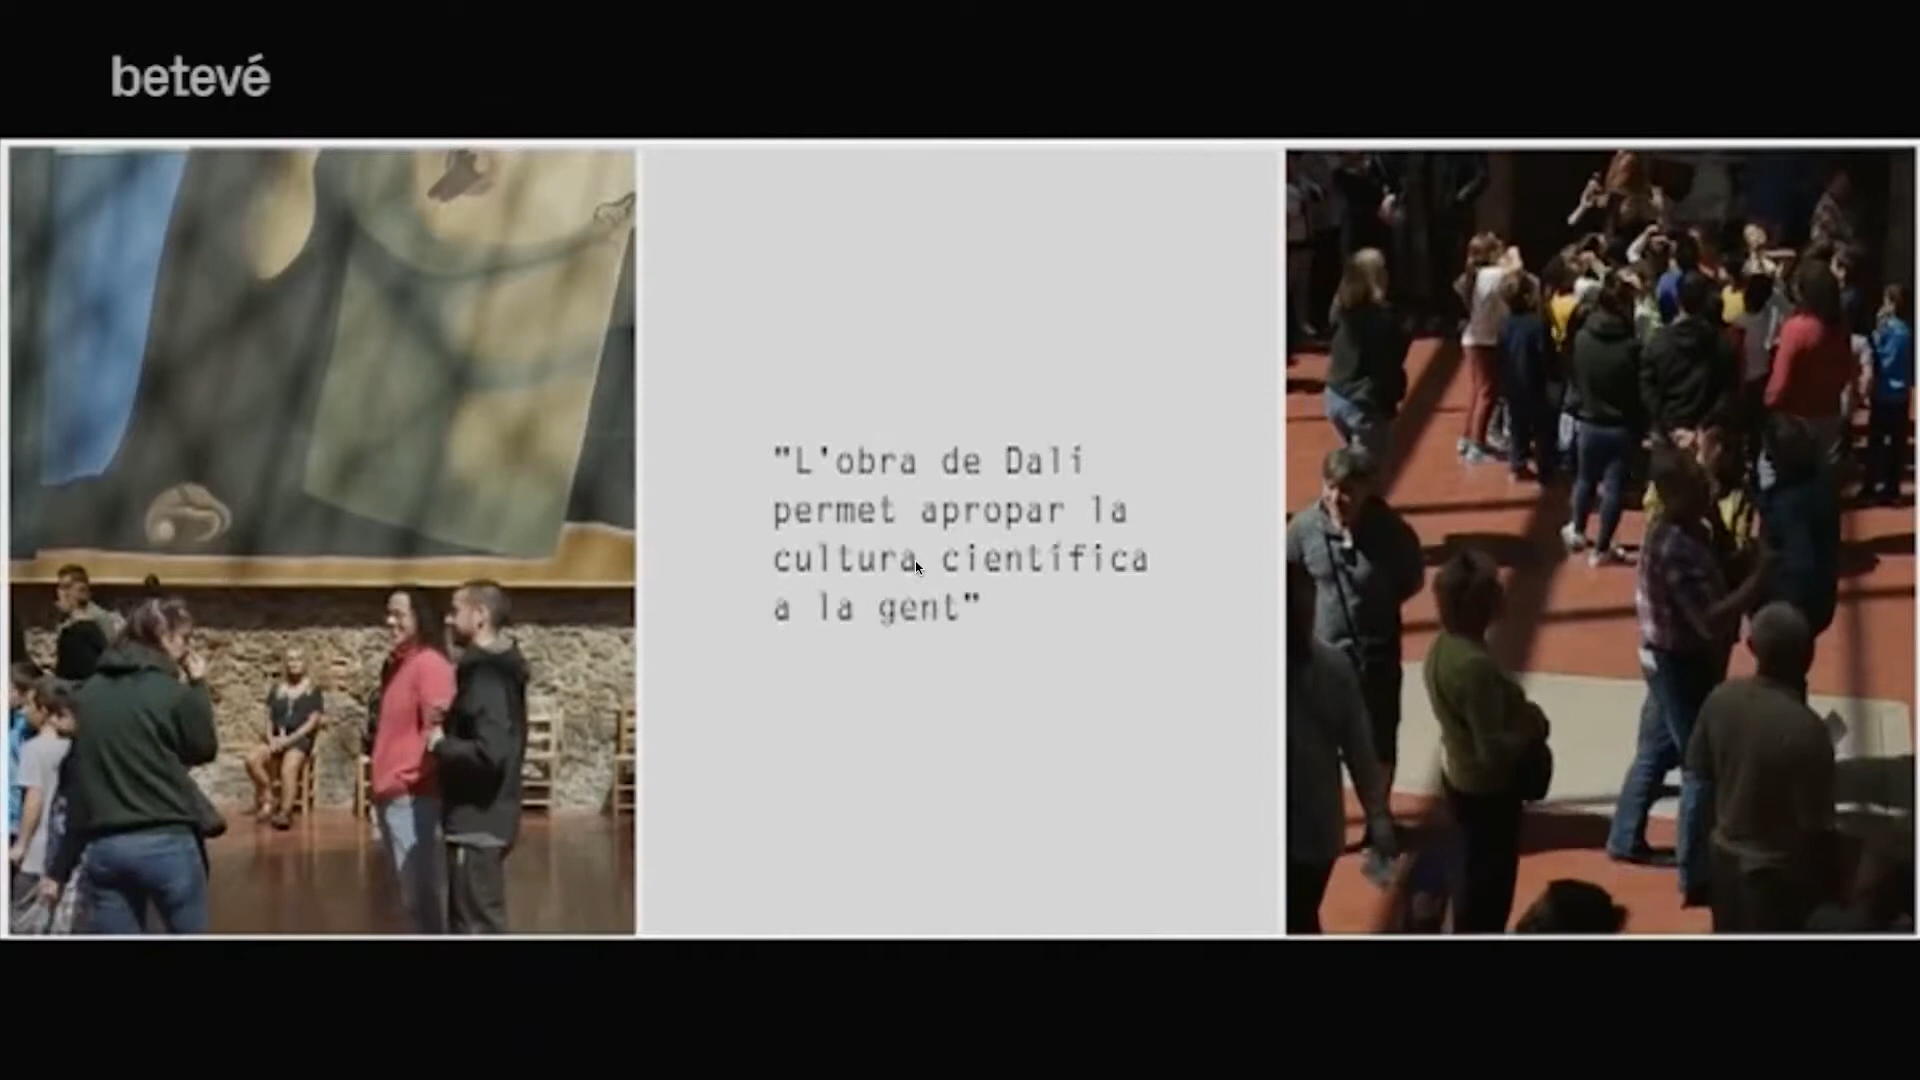 betevé
"L'obra de Dalí
permet apropar la
cultura científica
a la gent"